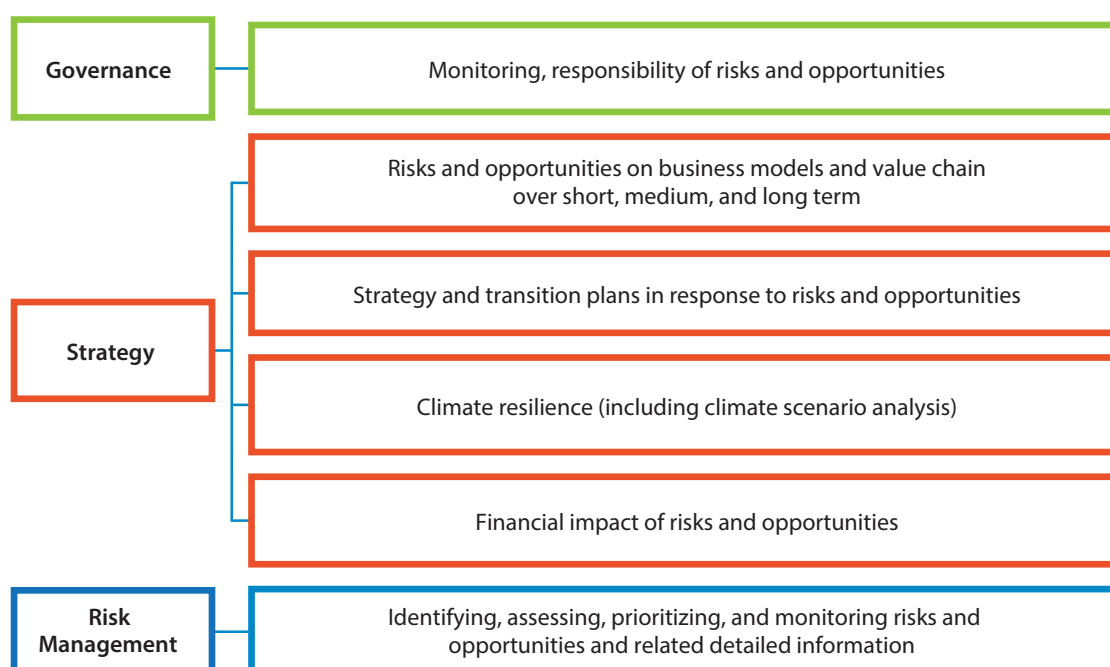 Governance
Monitoring, responsibility of risks and opportunities
Risks and opportunities on business models and value chain
over short, medium, and long term
Strategy and transition plans in response to risks and opportunities
Strategy
Climate resilience (including climate scenario analysis)
Financial impact of risks and opportunities
Risk
Management
Identifying, assessing, prioritizing, and monitoring risks and
opportunities and related detailed information